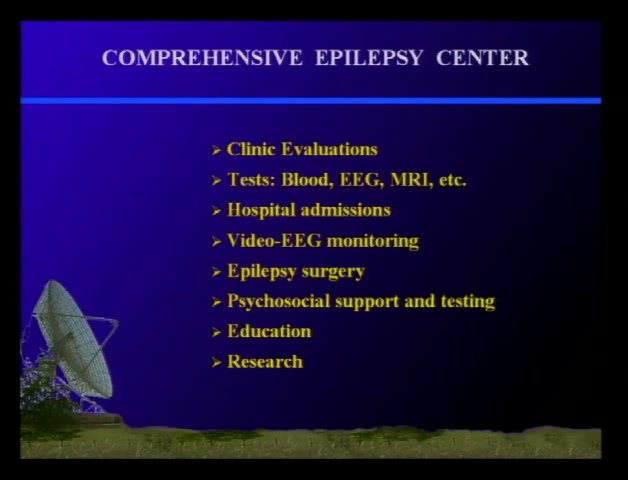 COMPREHENSIVE EPILEPSY CENTER
➢ Clinic Evaluations
➢ Tests: Blood, EEG, MRI, etc.
➢ Hospital admissions
➢ Video-EEG monitoring
➢ Epilepsy surgery
➢ Psychosocial support and testing
➢ Education
➢ Research